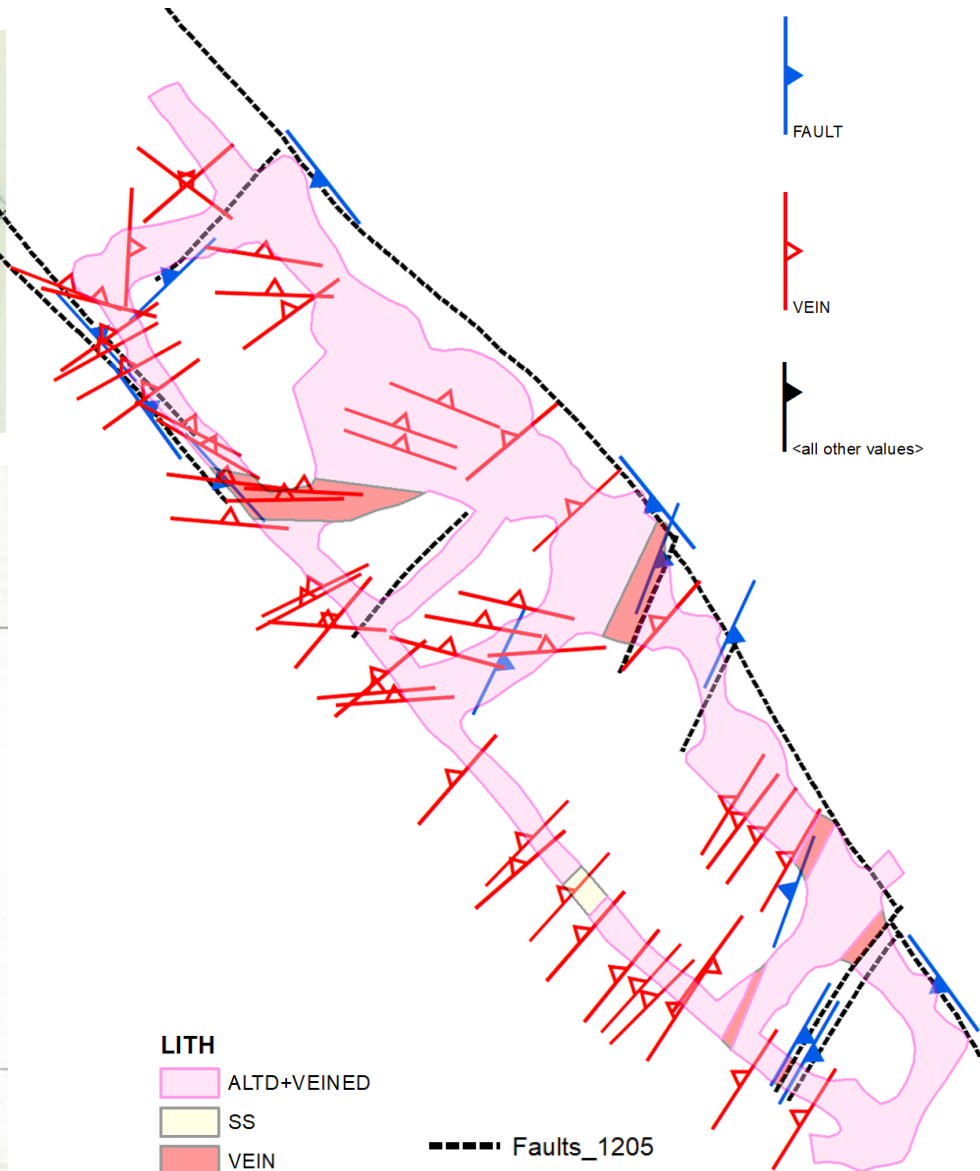 FAULT
VEIN
<all other values>
LITH
ALTD+VEINED
SS
VEIN
Faults_1205